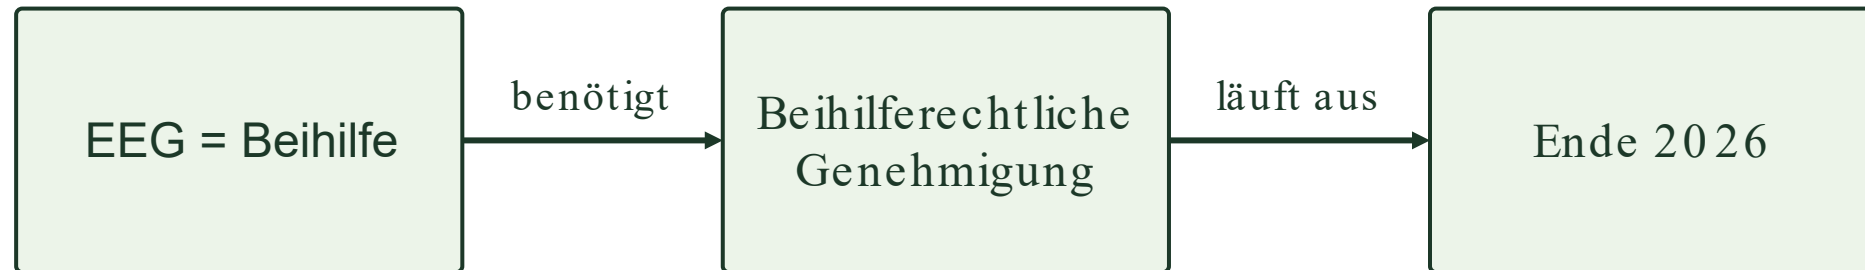 EEG = Beihilfe
benötigt
Beihilferechtliche
Genehmigung
läuft aus
Ende 2026